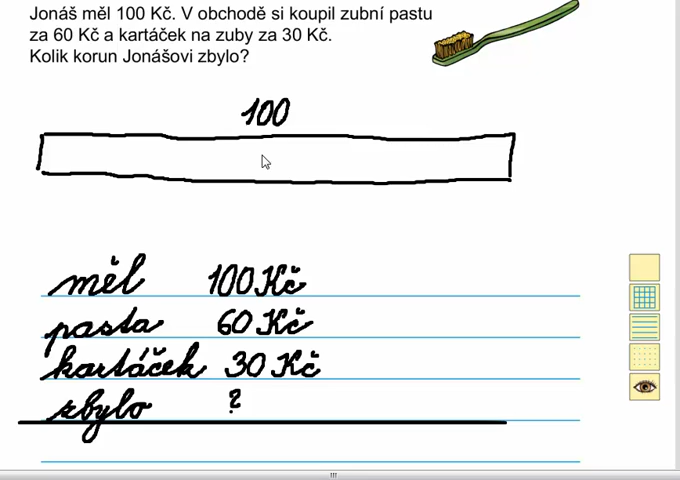 Jonáš měl 100 Kč. V obchodě si koupil zubní pastu
za 60 Kč a kartáček na zuby za 30 Kč.
Kolik korun Jonášovi zbylo?
100
měl 100 Kč
pasta 60 Kč
kartáček 30 Kč
zbylo ?